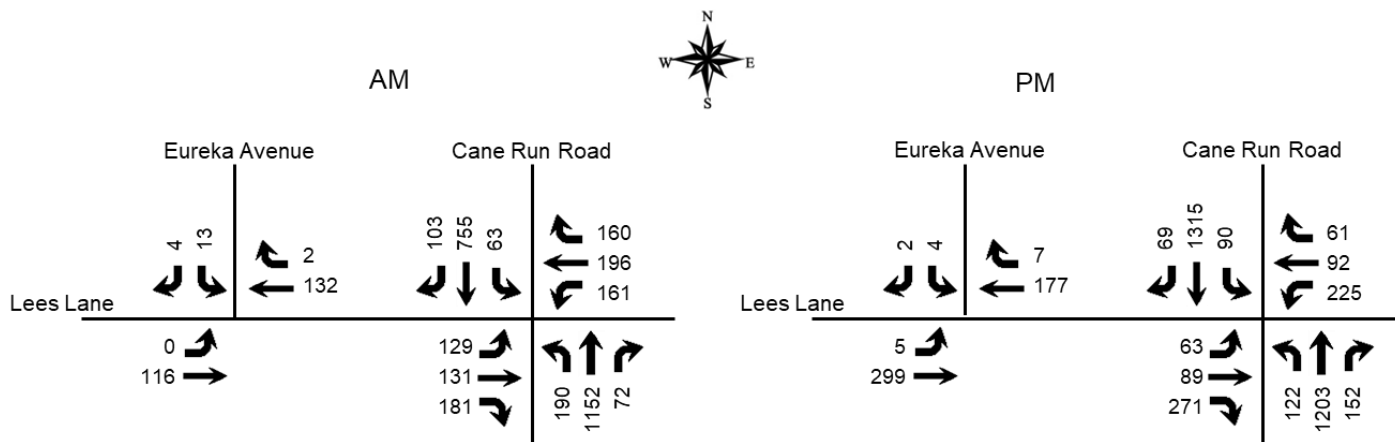 N
W E
S
AM
PM
Eureka Avenue
Cane Run Road
4 13
2
132
103 755 63
160
196
161
Lees Lane
0
116
129
131
181
190 1152 72
Eureka Avenue
Cane Run Road
2 4
7
177
69 1315 90
61
92
225
Lees Lane
5
299
63
89
271
122 1203 152